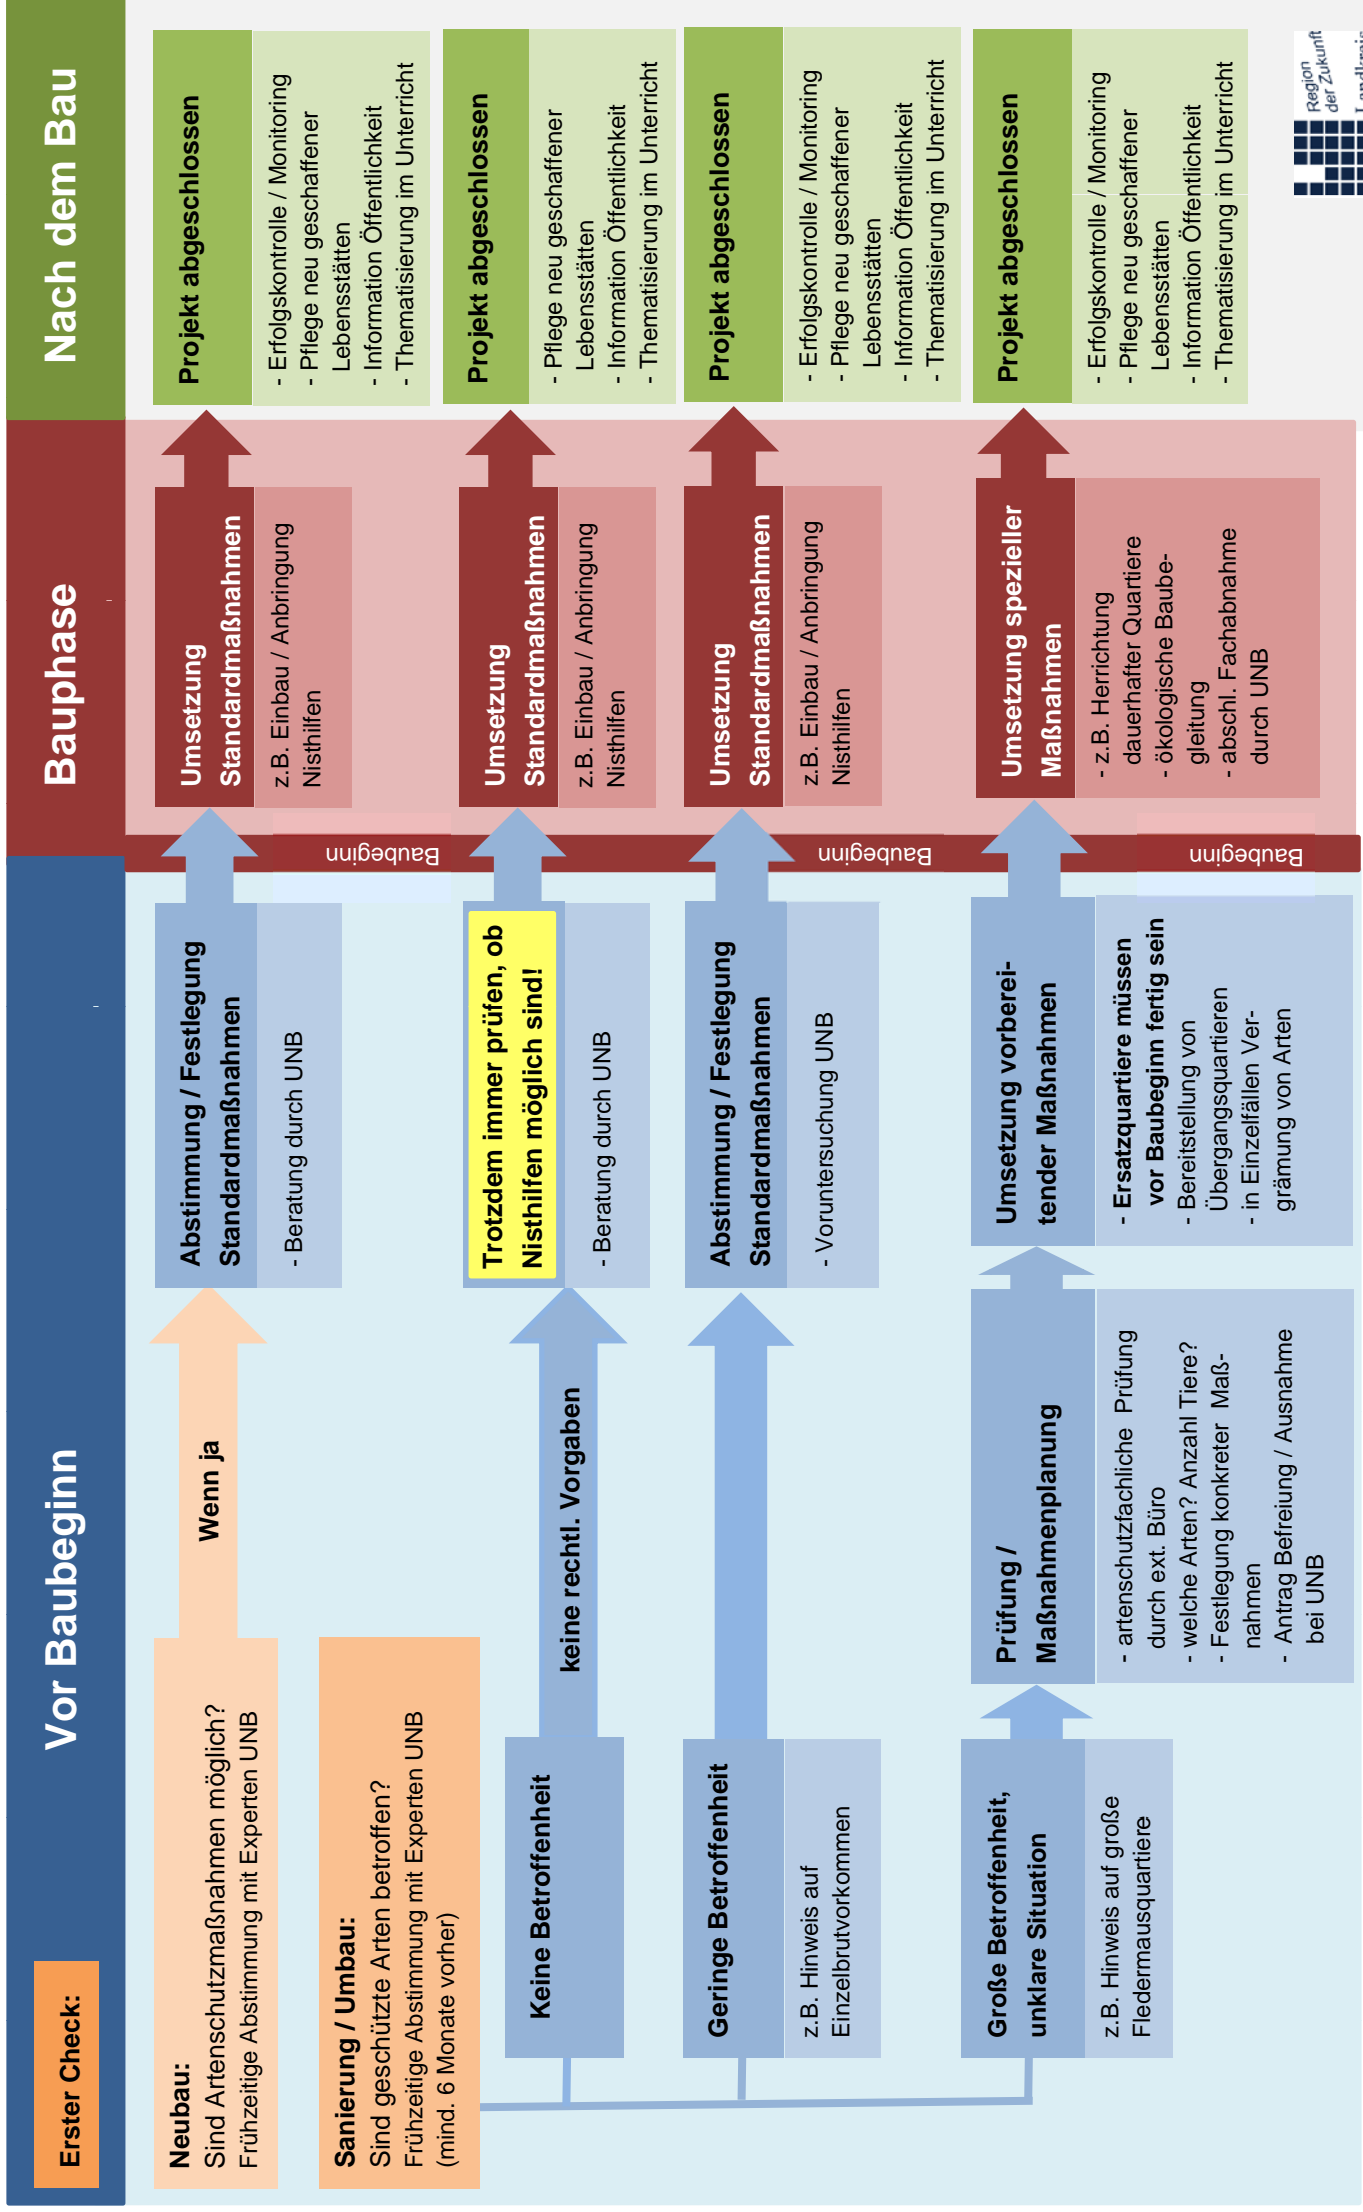 Vor Baubeginn
Bauphase
Nach dem Bau
Erster Check:
Neubau:
Sind Artenschutzmaßnahmen möglich?
Frühzeitige Abstimmung mit Experten UNB
Wenn ja
Abstimmung / Festlegung
Standardmaßnahmen
- Beratung durch UNB
Baubeginn
Umsetzung
Standardmaßnahmen
z.B. Einbau / Anbringung
Nisthilfen
Projekt abgeschlossen
- Erfolgskontrolle / Monitoring
- Pflege neu geschaffener
Lebensstätten
- Information Öffentlichkeit
- Thematisierung im Unterricht
Sanierung / Umbau:
Sind geschützte Arten betroffen?
Frühzeitige Abstimmung mit Experten UNB
(mind. 6 Monate vorher)
Keine Betroffenheit
keine rechtl. Vorgaben
Trotzdem immer prüfen, ob
Nisthilfen möglich sind!
- Beratung durch UNB
Umsetzung
Standardmaßnahmen
z.B. Einbau / Anbringung
Nisthilfen
Projekt abgeschlossen
- Pflege neu geschaffener
Lebensstätten
- Information Öffentlichkeit
- Thematisierung im Unterricht
Geringe Betroffenheit
z.B. Hinweis auf
Einzelbrutvorkommen
Abstimmung / Festlegung
Standardmaßnahmen
- Voruntersuchung UNB
Baubeginn
Umsetzung
Standardmaßnahmen
z.B. Einbau / Anbringung
Nisthilfen
Projekt abgeschlossen
- Erfolgskontrolle / Monitoring
- Pflege neu geschaffener
Lebensstätten
- Information Öffentlichkeit
- Thematisierung im Unterricht
Große Betroffenheit,
unklare Situation
z.B. Hinweis auf große
Fledermausquartiere
Prüfung /
Maßnahmenplanung
- artenschutzfachliche Prüfung
durch ext. Büro
- welche Arten? Anzahl Tiere?
- Festlegung konkreter Maß-
nahmen
- Antrag Befreiung / Ausnahme
bei UNB
Umsetzung vorberei-
tender Maßnahmen
- Ersatzquartiere müssen
vor Baubeginn fertig sein
- Bereitstellung von
Übergangsquartieren
- in Einzelfällen Ver-
grämung von Arten
Baubeginn
Umsetzung spezieller
Maßnahmen
- z.B. Herrichtung
dauerhafter Quartiere
- ökologische Baube-
gleitung
- abschl. Fachabnahme
durch UNB
Projekt abgeschlossen
- Erfolgskontrolle / Monitoring
- Pflege neu geschaffener
Lebensstätten
- Information Öffentlichkeit
- Thematisierung im Unterricht
Region
der Zukunft
Landkreis